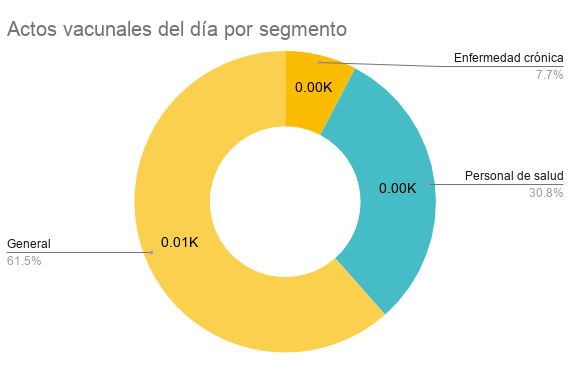 Actos vacunales del día por segmento
Enfermedad crónica
7.7%
0.00K
Personal de salud
30.8%
0.00K
General
61.5%
0.01K